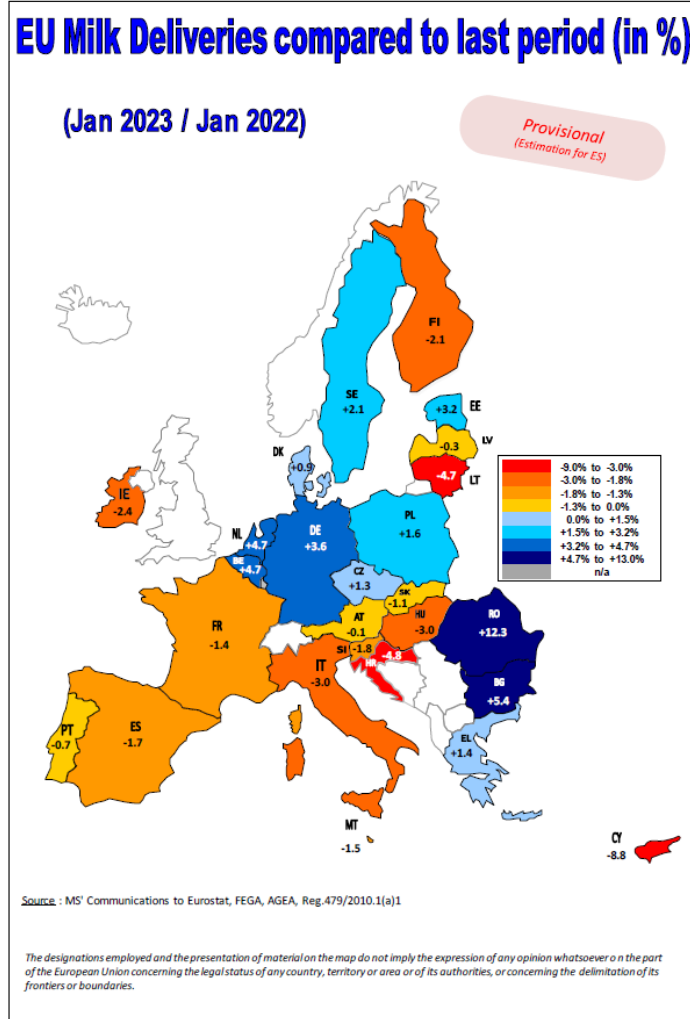 EU Milk Deliveries compared to last period (in %)
(Jan 2023 / Jan 2022)
Provisional
(Estimation for ES)
FI
-2.1
SE
+2.1
+3.2
EE
-0.3
LV
-4.7
LT
DK
+0.9
IE
-2.4
NL
+4.7
BE
+4.7
DE
+3.6
PL
+1.6
CZ
+1.3
SK
-1.1
AT
-0.1
HU
-3.0
RO
+12.3
FR
-1.4
SI
-1.8
HR
-4.8
IT
-3.0
BG
+5.4
PT
-0.7
ES
-1.7
EL
+1.4
MT
-1.5
CY
-8.8
-9.0% to -3.0%
-3.0% to -1.8%
-1.8% to -1.3%
-1.3% to 0.0%
0.0% to +1.5%
+1.5% to +3.2%
+3.2% to +4.7%
+4.7% to +13.0%
n/a
Source : MS' Communications to Eurostat, FEGA, AGEA, Reg.479/2010.1(a)1
The designations employed and the presentation of material on the map do not imply the expression of any opinion whatsoever on the part
of the European Union concerning the legal status of any country, territory or area or of its authorities, or concerning the delimitation of its
frontiers or boundaries.